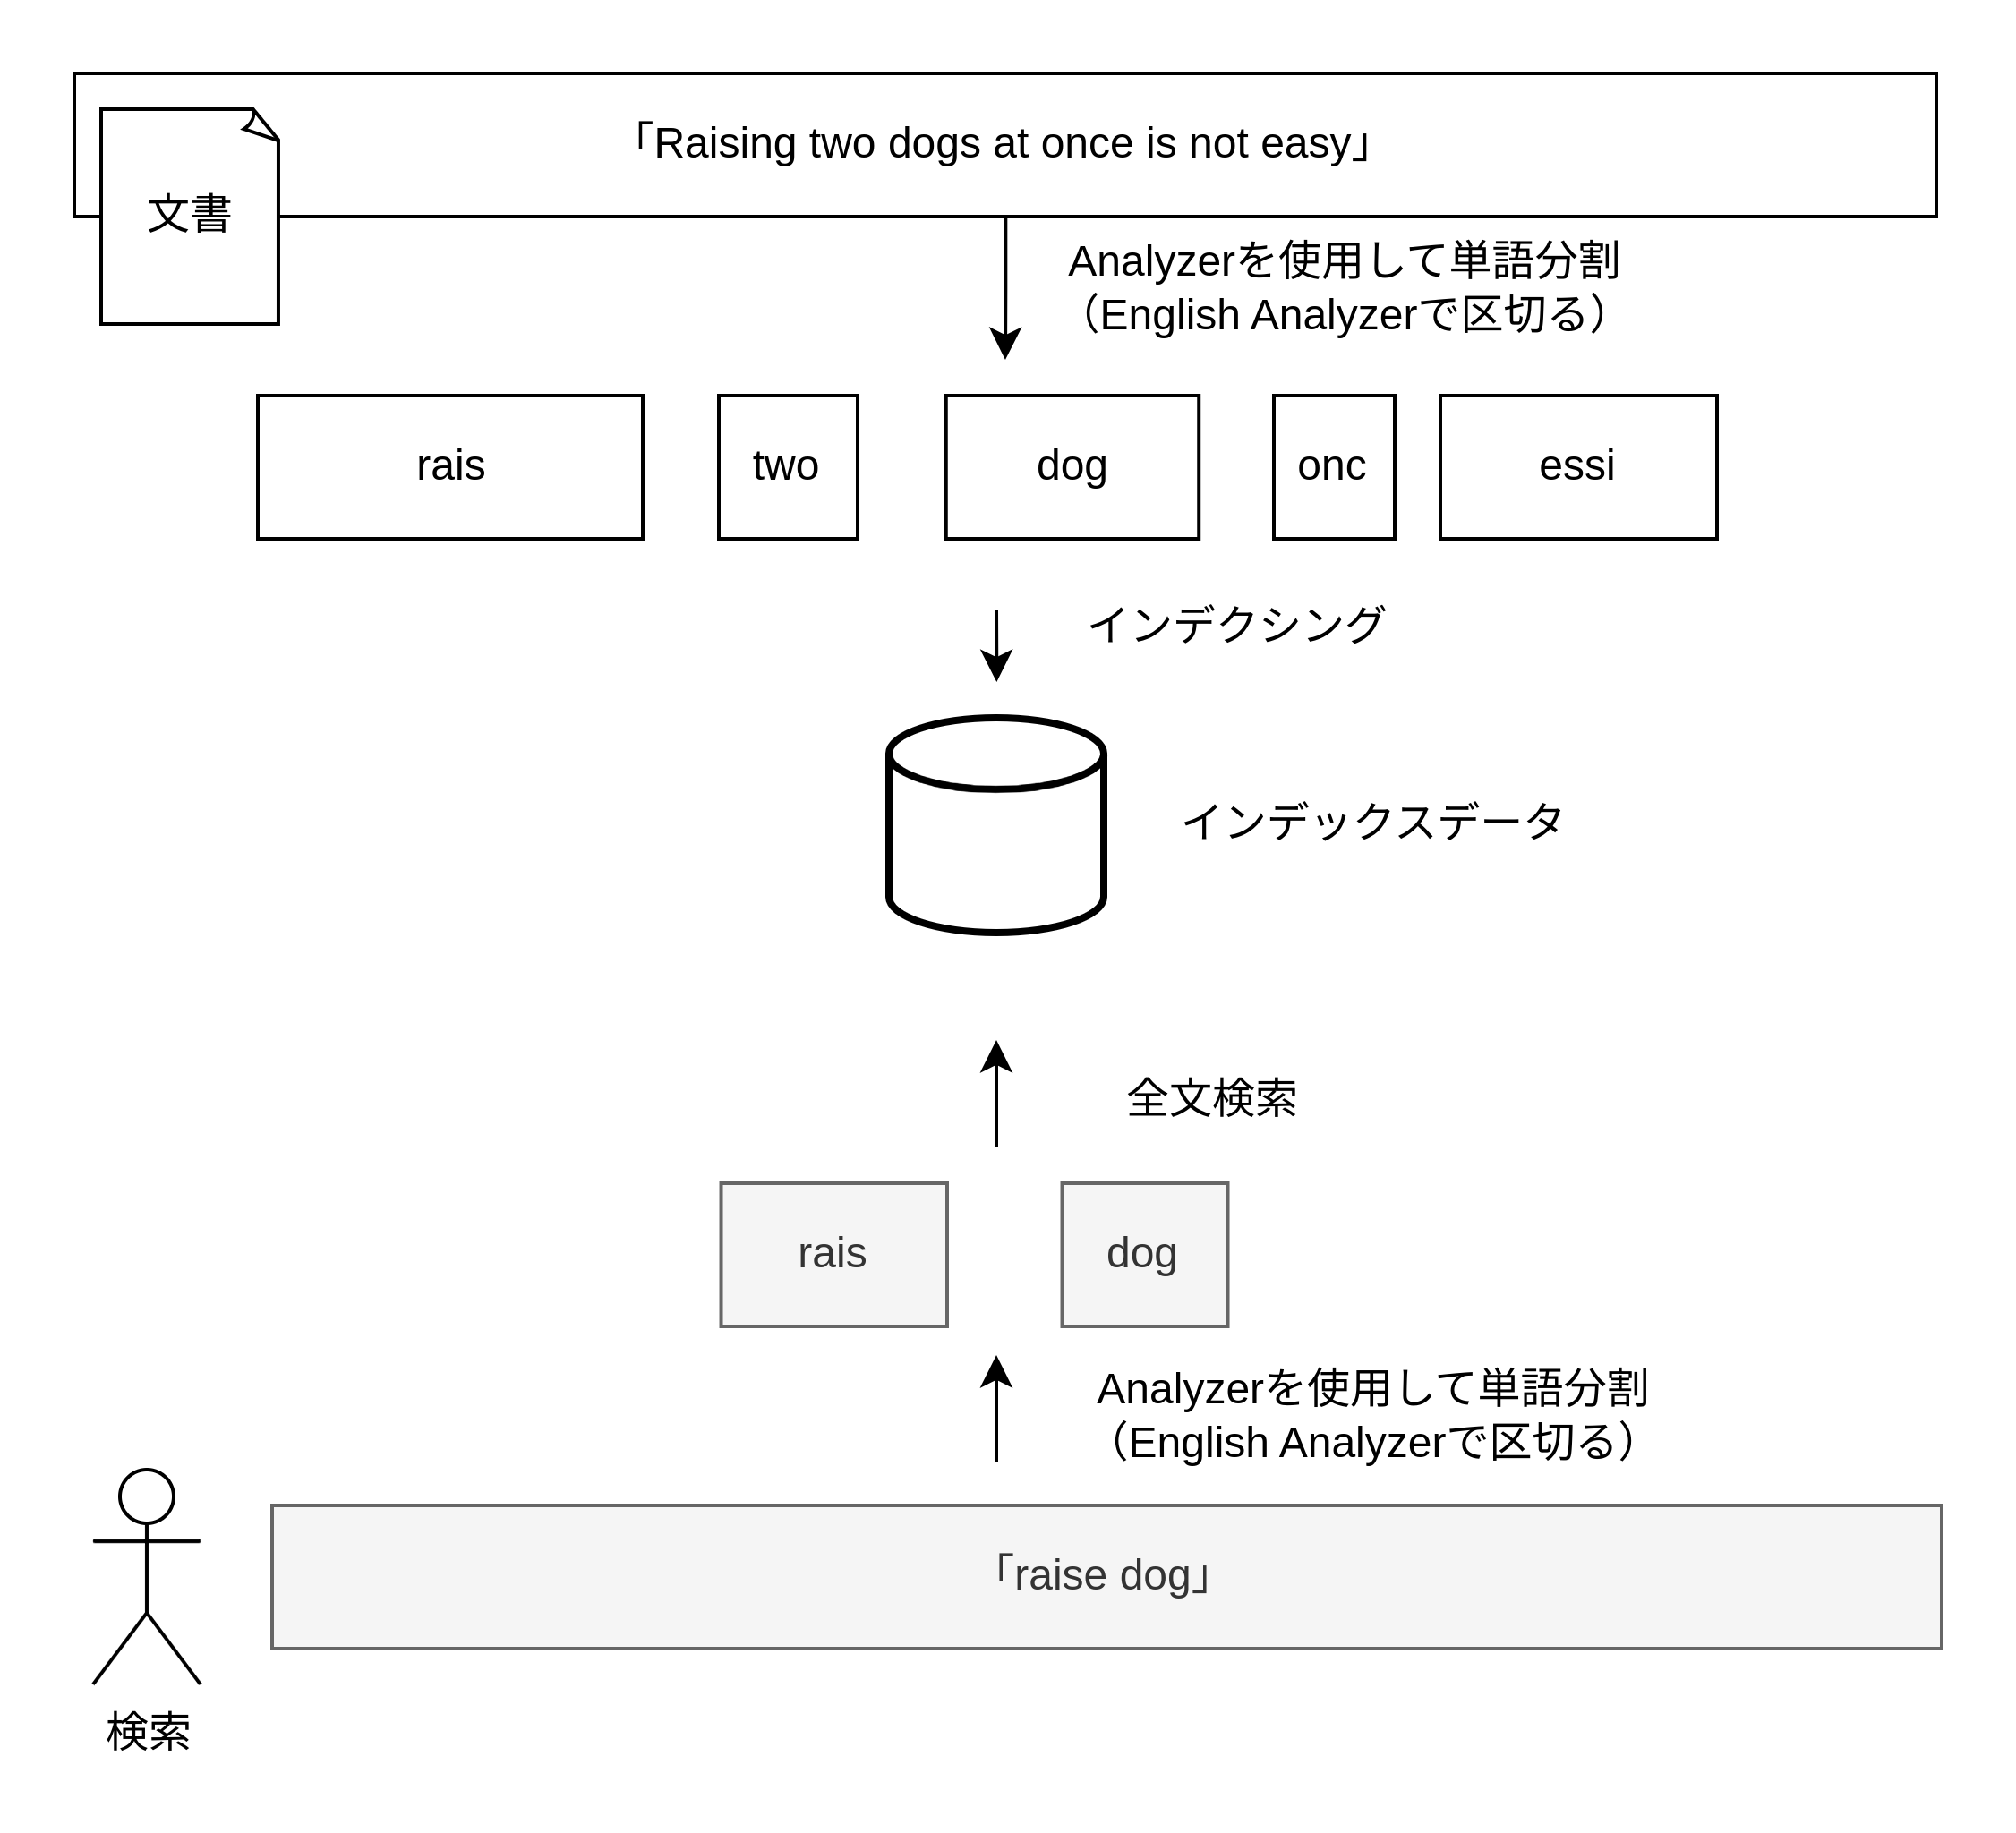 「Raising two dogs at once is not easy」
文書
Analyzerを使用して単語分割
（English Analyzerで区切る）
rais
two
dog
onc
essi
インデクシング
インデックスデータ
全文検索
rais
dog
Analyzerを使用して単語分割
（English Analyzerで区切る）
「raise dog」
検索